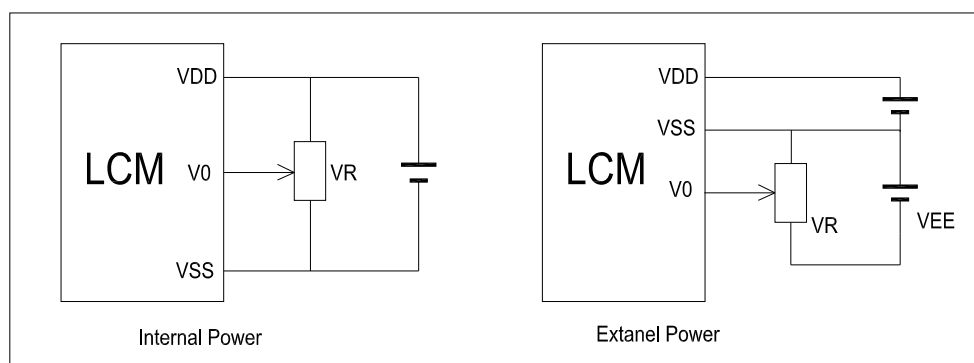 VDD
LCM
V0
VR
VSS
Internal Power
VDD
VSS
LCM
V0
VR
VEE
Extanel Power